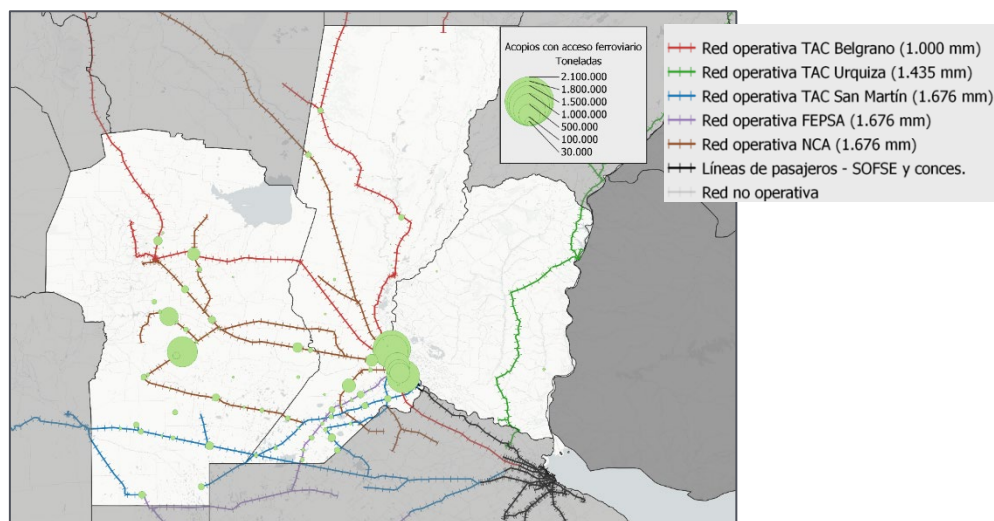 Acopios con acceso ferroviario
Toneladas
2.100.000
1.800.000
1.500.000
1.000.000
500.000
100.000
30.000
Red operativa TAC Belgrano (1.000 mm)
Red operativa TAC Urquiza (1.435 mm)
Red operativa TAC San Martín (1.676 mm)
Red operativa FEPSA (1.676 mm)
Red operativa NCA (1.676 mm)
Líneas de pasajeros - SOFSE y conces.
Red no operativa